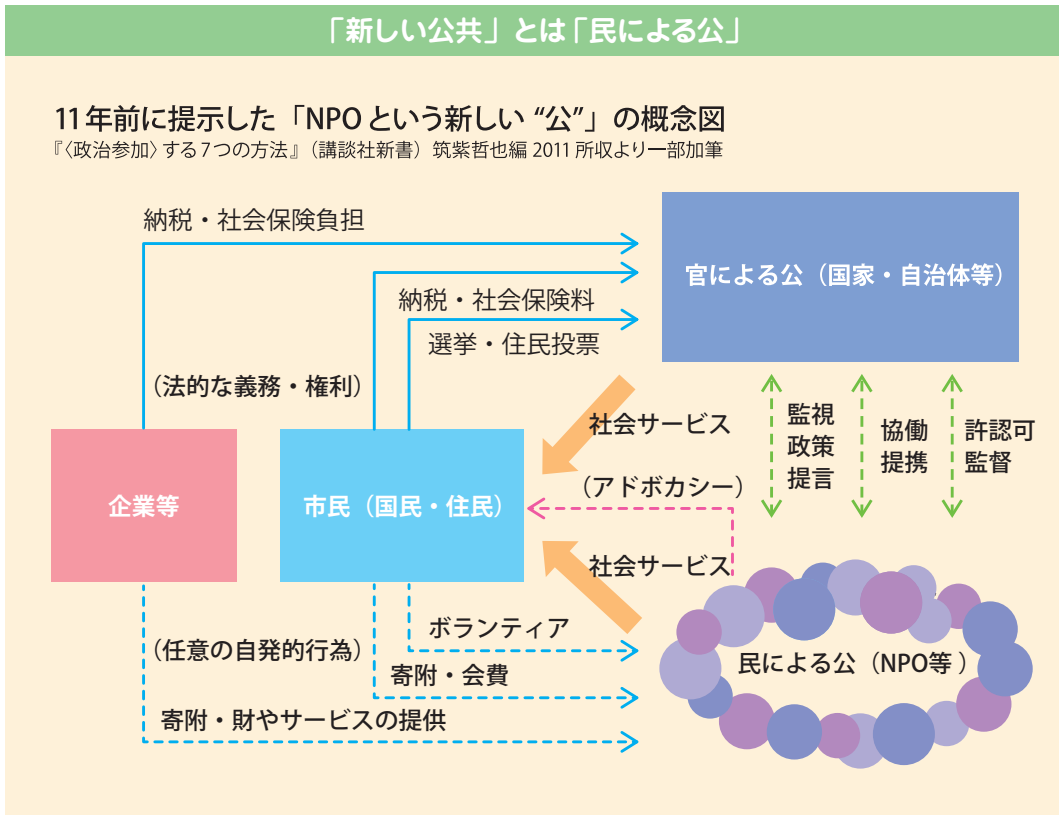 「新しい公共」とは「民による公」
11年前に提示した「NPOという新しい“公”」の概念図
『〈政治参加〉する7つの方法』（講談社新書）筑紫哲也編 2011 所収より一部加筆
納税・社会保険負担
官による公（国家・自治体等）
納税・社会保険料
選挙・住民投票
（法的な義務・権利）
社会サービス
監視
政策
提言
協働
提携
許認可
監督
企業等
市民（国民・住民）
（アドボカシー）
社会サービス
ボランティア
（任意の自発的行為）
寄附・会費
民による公（NPO等 ）
寄附・財やサービスの提供